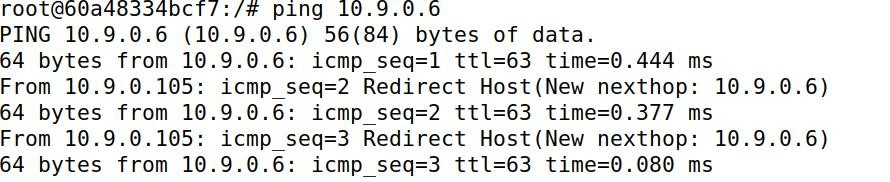 root@60a48334bcf7:/# ping 10.9.0.6
PING 10.9.0.6 (10.9.0.6) 56(84) bytes of data.
64 bytes from 10.9.0.6: icmp_seq=1 ttl=63 time=0.444 ms
From 10.9.0.105: icmp_seq=2 Redirect Host(New nexthop: 10.9.0.6)
64 bytes from 10.9.0.6: icmp_seq=2 ttl=63 time=0.377 ms
From 10.9.0.105: icmp_seq=3 Redirect Host(New nexthop: 10.9.0.6)
64 bytes from 10.9.0.6: icmp_seq=3 ttl=63 time=0.080 ms